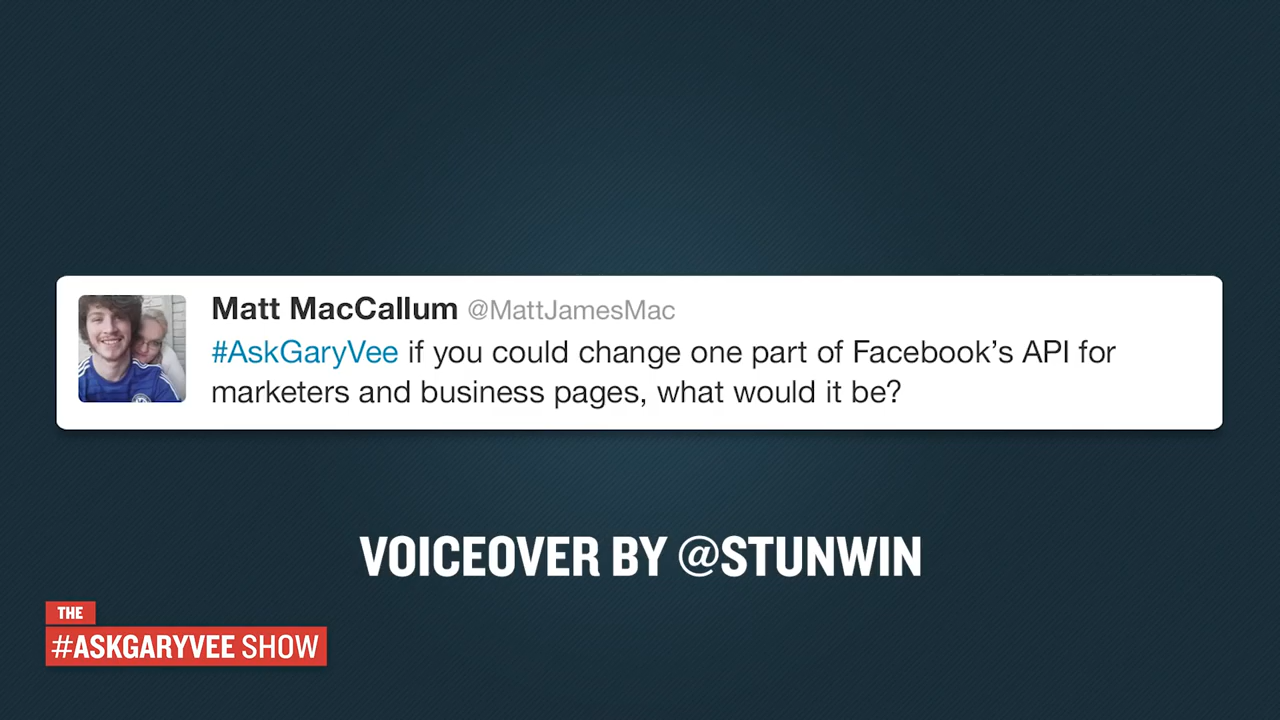 Matt MacCallum @MattJamesMac
#AskGaryVee if you could change one part of Facebook’s API for
marketers and business pages, what would it be?
VOICEOVER BY @STUNWIN
THE
#ASKGARYVEE SHOW